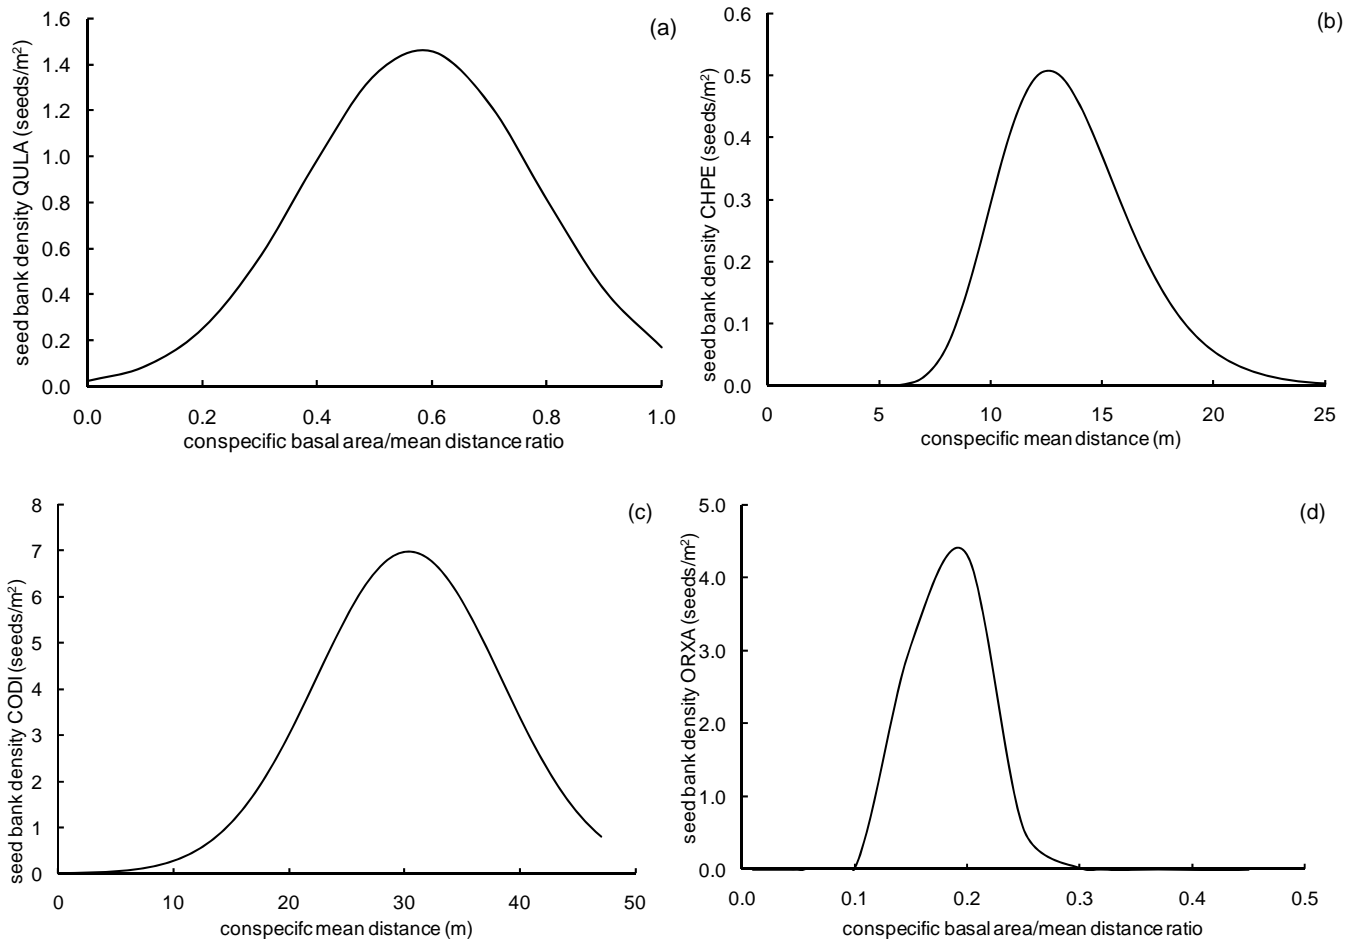 (a)
seed bank density QULA (seeds/m²)
1.6
1.4
1.2
1.0
0.8
0.6
0.4
0.2
0.0
0.0 0.2 0.4 0.6 0.8 1.0
conspecific basal area/mean distance ratio
(b)
seed bank density CHPE (seeds/m²)
0.6
0.5
0.4
0.3
0.2
0.1
0.0
0 5 10 15 20 25
conspecific mean distance (m)
(c)
seed bank density CODI (seeds/m²)
8
7
6
5
4
3
2
1
0
0 10 20 30 40 50
conspecifc mean distance (m)
(d)
seed bank density ORXA (seeds/m²)
5.0
4.0
3.0
2.0
1.0
0.0
0.0 0.1 0.2 0.3 0.4 0.5
conspecific basal area/mean distance ratio